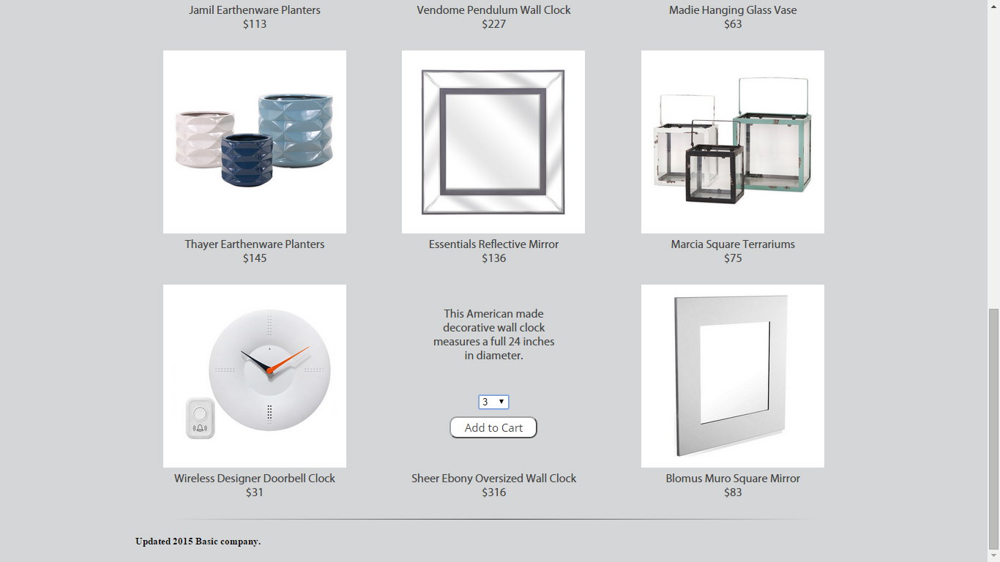 Jamil Earthenware Planters
$113
Vendome Pendulum Wall Clock
$227
Madie Hanging Glass Vase
$63
Thayer Earthenware Planters
$145
Essentials Reflective Mirror
$136
Marcia Square Terrariums
$75
Wireless Designer Doorbell Clock
$31
This American made
decorative wall clock
measures a full 24 inches
in diameter.
3
Add to Cart
Sheer Ebony Oversized Wall Clock
$316
Blomus Muro Square Mirror
$83
Updated 2015 Basic company.